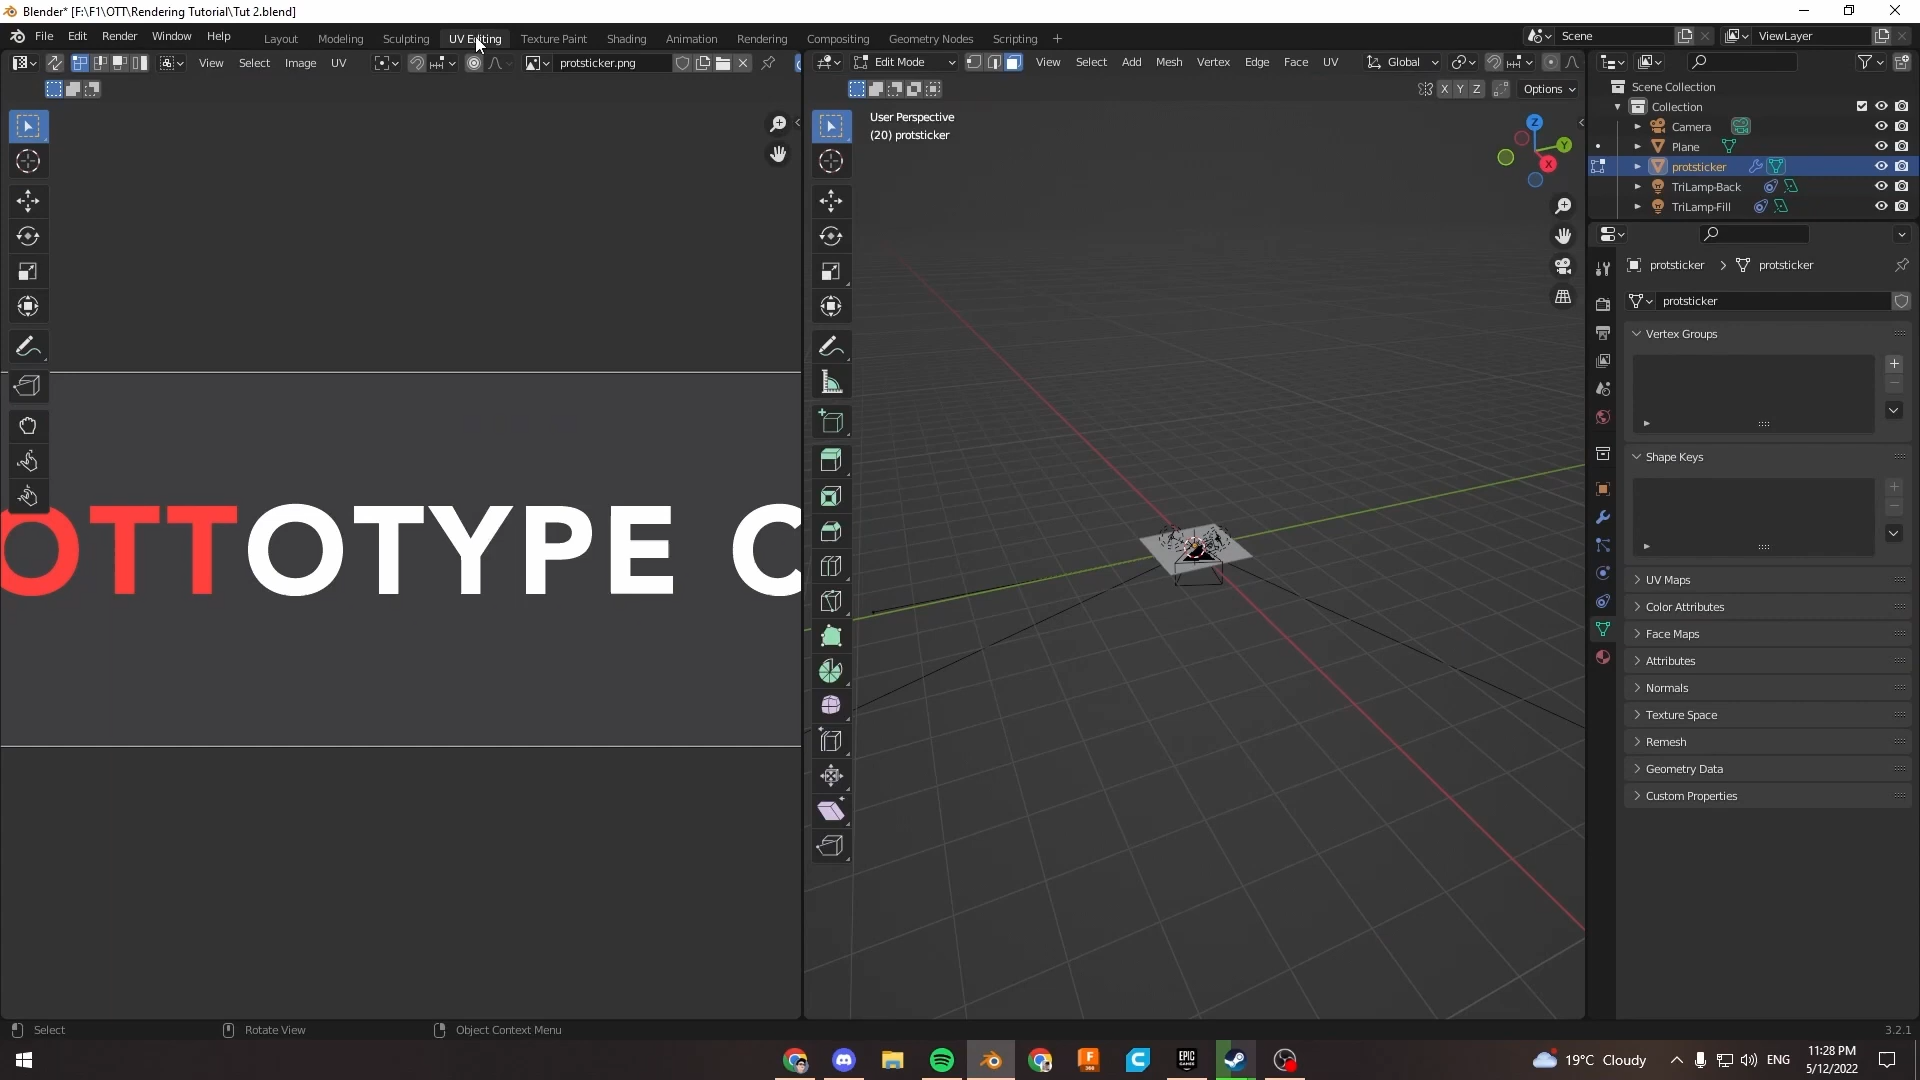 Blender* [F:\F1\OTT\Rendering Tutorial\Tut 2.blend]
File Edit Render Window Help Layout Modeling Sculpting UV Editing Texture Paint Shading Animation Rendering Compositing Geometry Nodes Scripting Scene ViewLayer
View Select Image UV protsticker.png
Edit Mode View Select Add Mesh Vertex Edge Face UV Global
X Y Z Options
User Perspective
(20) protsticker
Z
Y
X
OTTOTYPE C
Scene Collection
Collection
Camera
Plane
protsticker
TriLamp-Back
TriLamp-Fill
protsticker > protsticker
protsticker
Vertex Groups
Shape Keys
UV Maps
Color Attributes
Face Maps
Attributes
Normals
Texture Space
Remesh
Geometry Data
Custom Properties
Select Rotate View Object Context Menu 3.2.1
19°C Cloudy ENG 11:28 PM
5/12/2022
EPIC GAMES
F 360